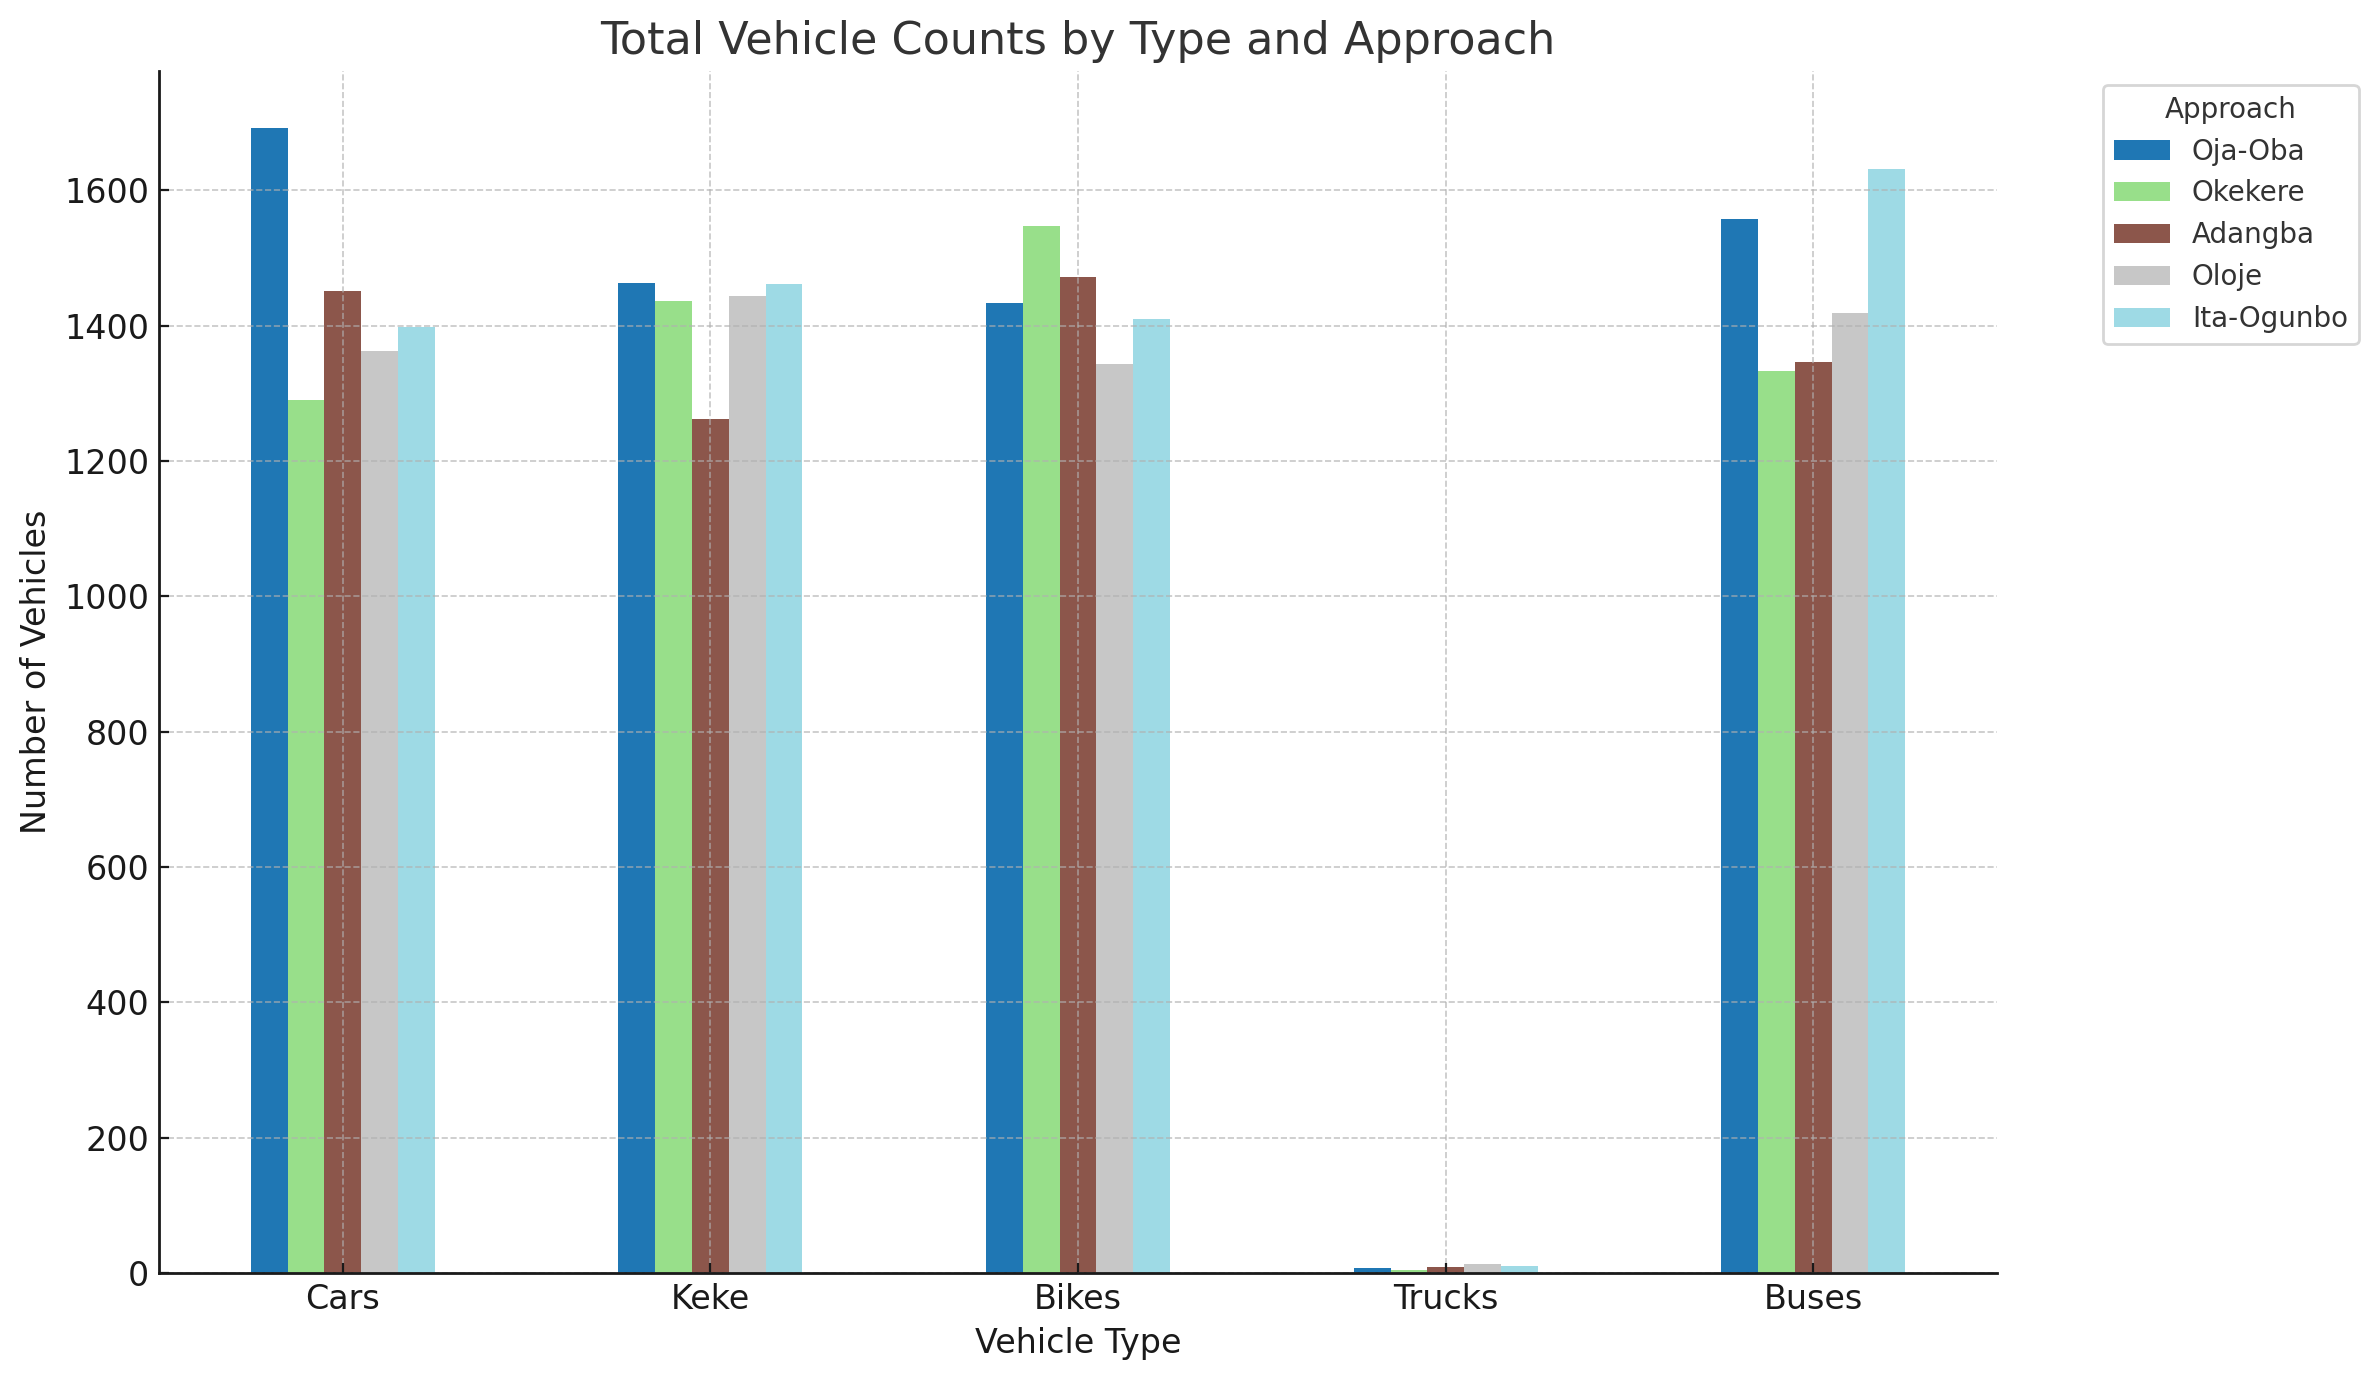 Total Vehicle Counts by Type and Approach
Approach
Oja-Oba
Okekere
Adangba
Oloje
Ita-Ogunbo
Number of Vehicles
1600
1400
1200
1000
800
600
400
200
0
Cars
Keke
Bikes
Trucks
Buses
Vehicle Type